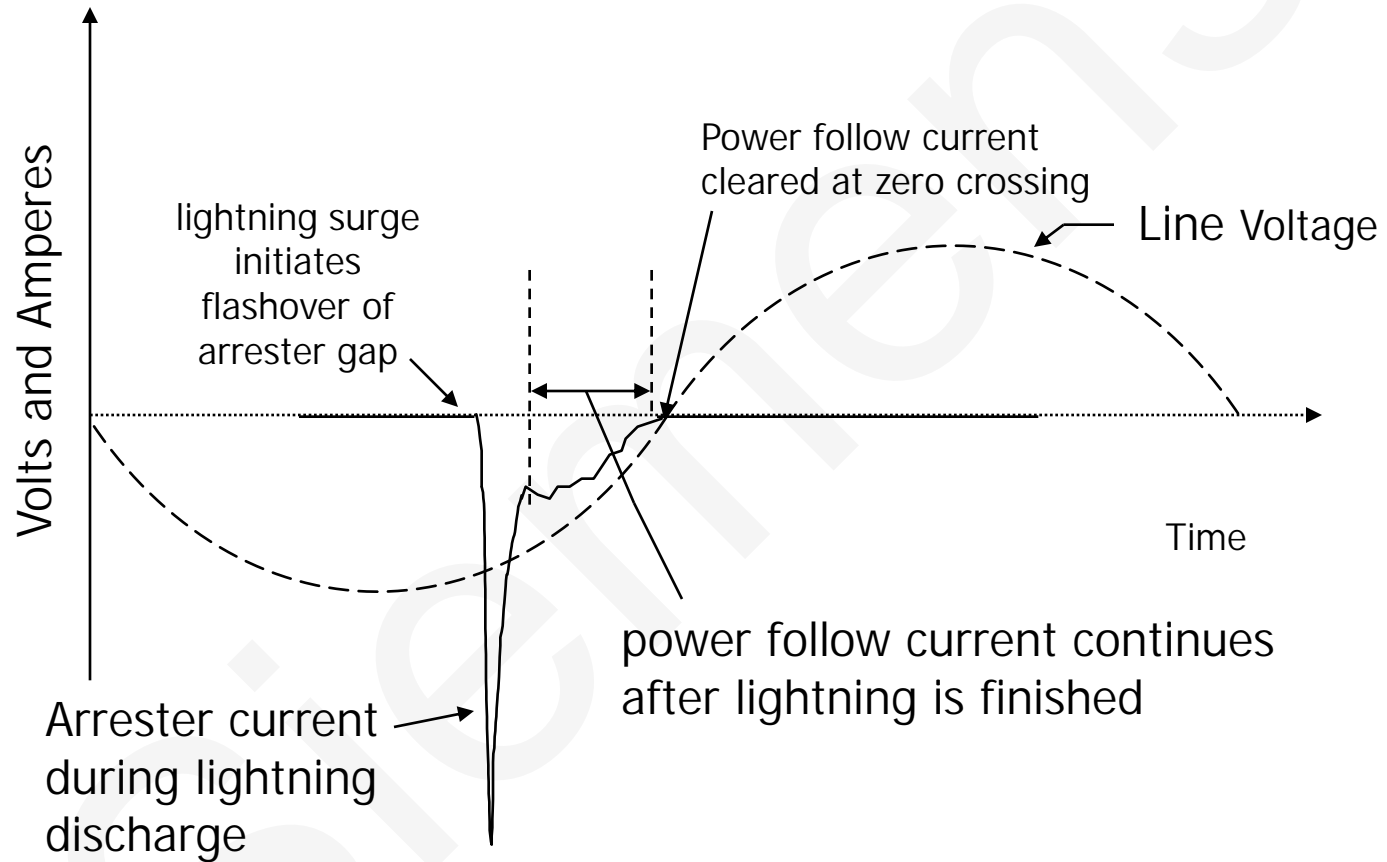 Volts and Amperes
lightning surge
initiates
flashover of
arrester gap
Power follow current
cleared at zero crossing
Line Voltage
Time
power follow current continues
after lightning is finished
Arrester current
during lightning
discharge
Siemens